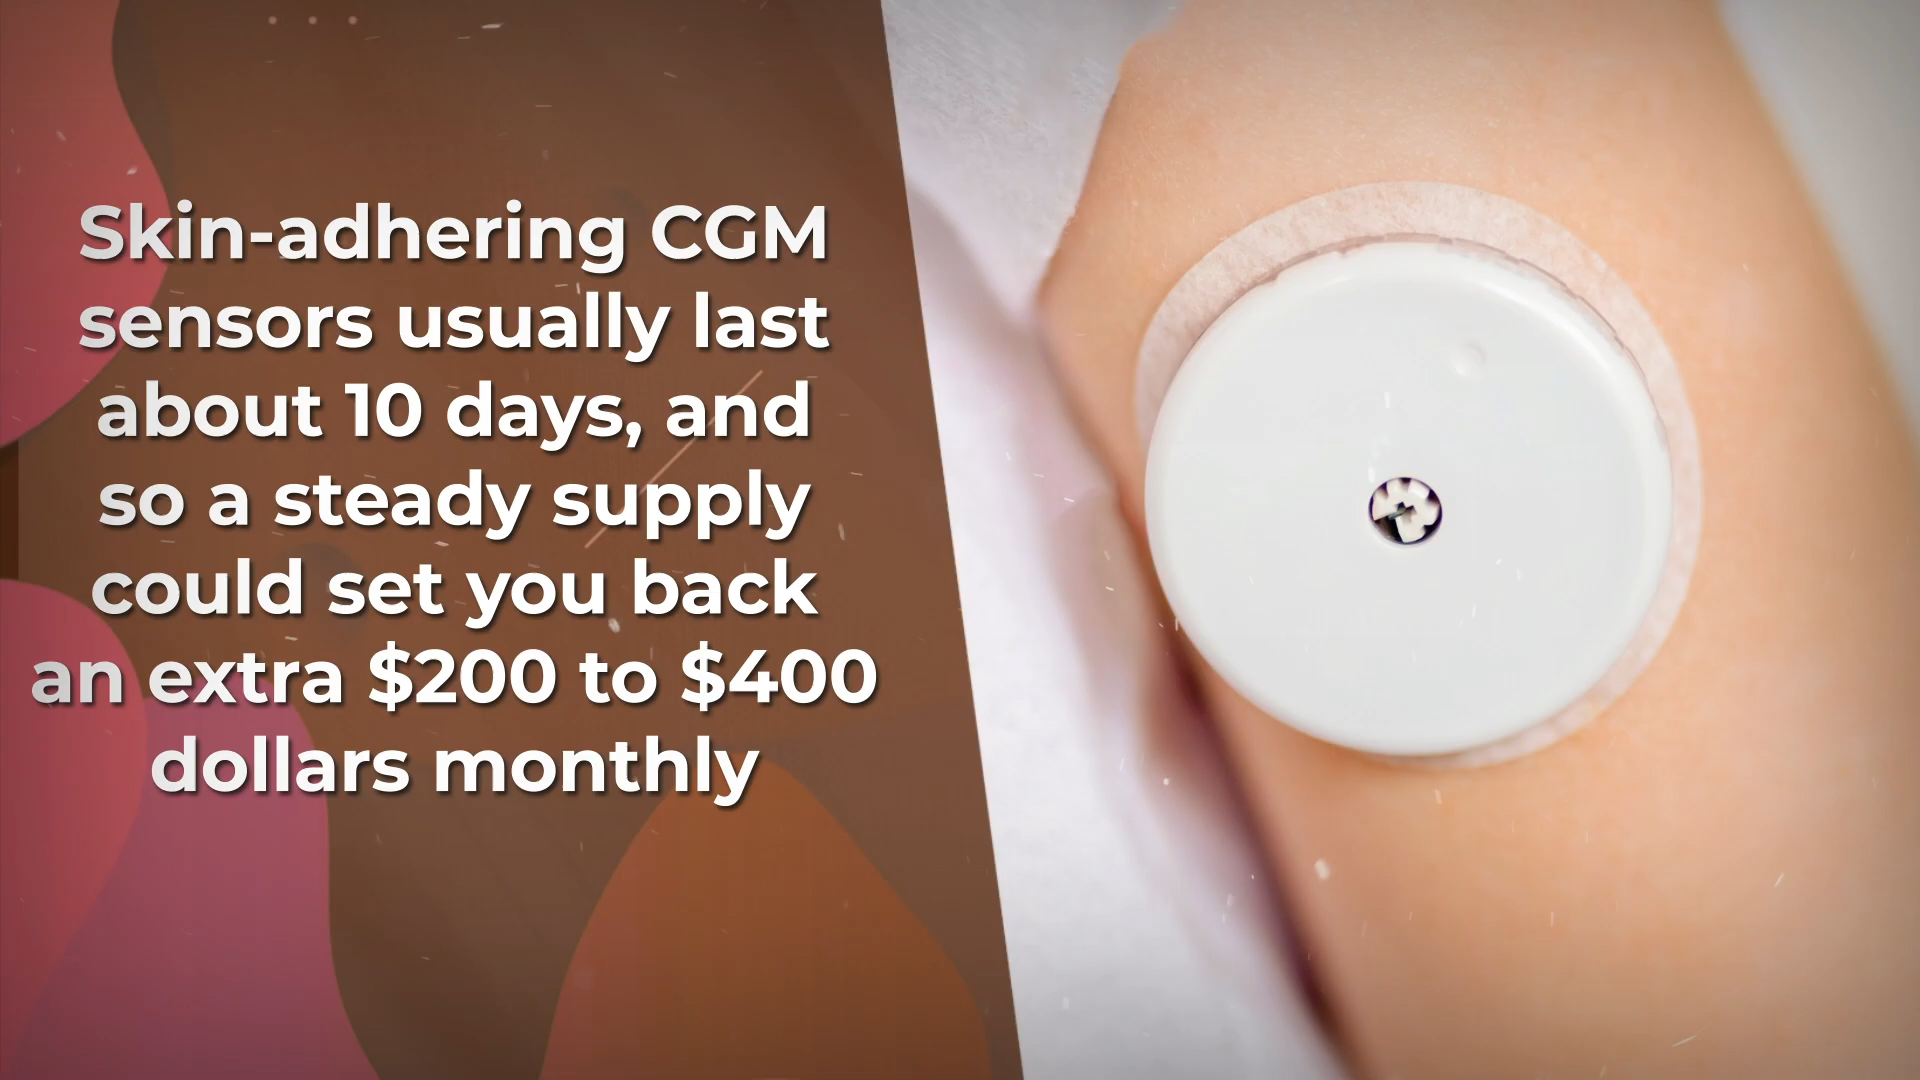 Skin-adhering CGM
sensors usually last
about 10 days, and
so a steady supply
could set you back
an extra $200 to $400
dollars monthly